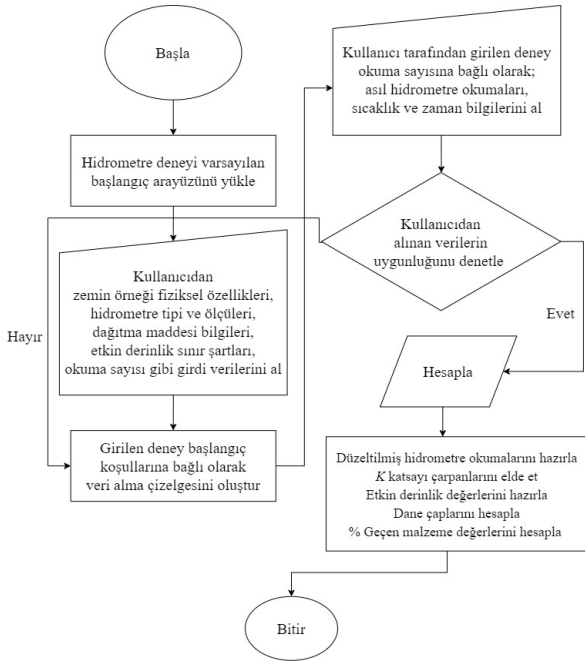 Başla
Hidrometre deneyi varsayılan
başlangıç arayüzünü yükle
Kullanıcıdan
zemin örneği fiziksel özellikleri,
hidrometre tipi ve ölçüleri,
dağıtma maddesi bilgileri,
etkin derinlik sınır şartları,
okuma sayısı gibi girdi verilerini al
Hayır
Girilen deney başlangıç
koşullarına bağlı olarak
veri alma çizelgesini oluştur
Kullanıcı tarafından girilen deney
okuma sayısına bağlı olarak;
asıl hidrometre okumaları,
sıcaklık ve zaman bilgilerini al
Kullanıcıdan
alınan verilerin
uygunluğunu denetle
Evet
Hesapla
Düzeltilmiş hidrometre okumalarını hazırla
K katsayı çarpanlarını elde et
Etkin derinlik değerlerini hazırla
Dane çaplarını hesapla
% Geçen malzeme değerlerini hesapla
Bitir